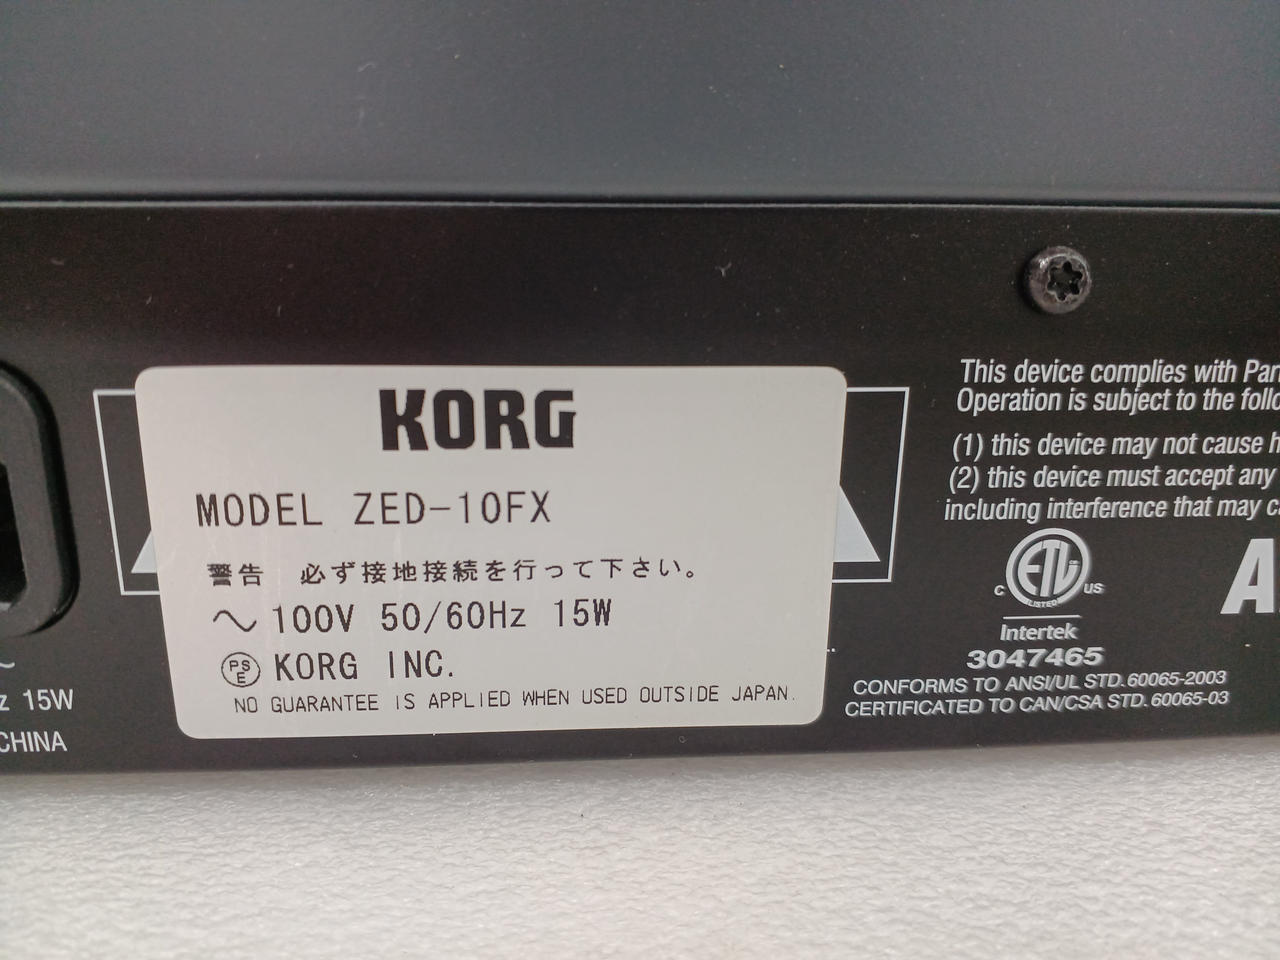 KORG
MODEL ZED-10FX
警告 必ず接地接続を行って下さい。
～ 100V 50/60Hz 15W
PSE KORG INC.
NO GUARANTEE IS APPLIED WHEN USED OUTSIDE JAPAN.
15W
CHINA
This device complies with
Operation is subject to the
(1) this device may not cause
(2) this device must accept any
including interference that may
C ETL US
LISTED
Intertek
3047465
CONFORMS TO ANSI/UL STD. 60065-2003
CERTIFICATED TO CAN/CSA STD. 60065-03